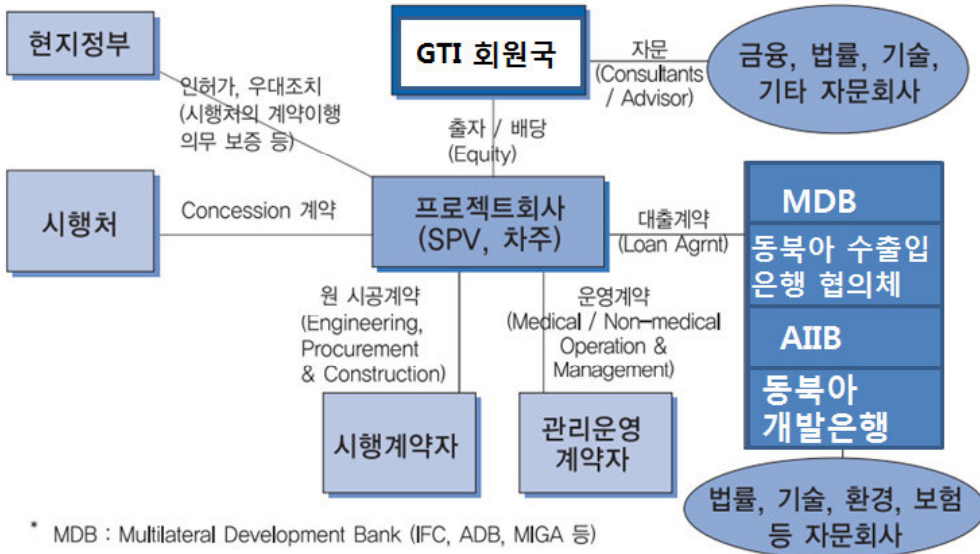 현지정부
GTI 회원국
자문
(Consultants
/ Advisor)
금융, 법률, 기술,
기타 자문회사
인허가, 우대조치
(시행처의 계약이행
의무 보증 등)
출자 / 배당
(Equity)
시행처
Concession 계약
프로젝트회사
(SPV, 차주)
대출계약
(Loan Agrnt)
MDB
동북아 수출입
은행 협의체
AIIB
동북아
개발은행
원 시공계약
(Engineering,
Procurement
& Construction)
운영계약
(Medical / Non-medical
Operation &
Management)
시행계약자
관리운영
계약자
법률, 기술, 환경, 보험
등 자문회사
* MDB : Multilateral Development Bank (IFC, ADB, MIGA 등)